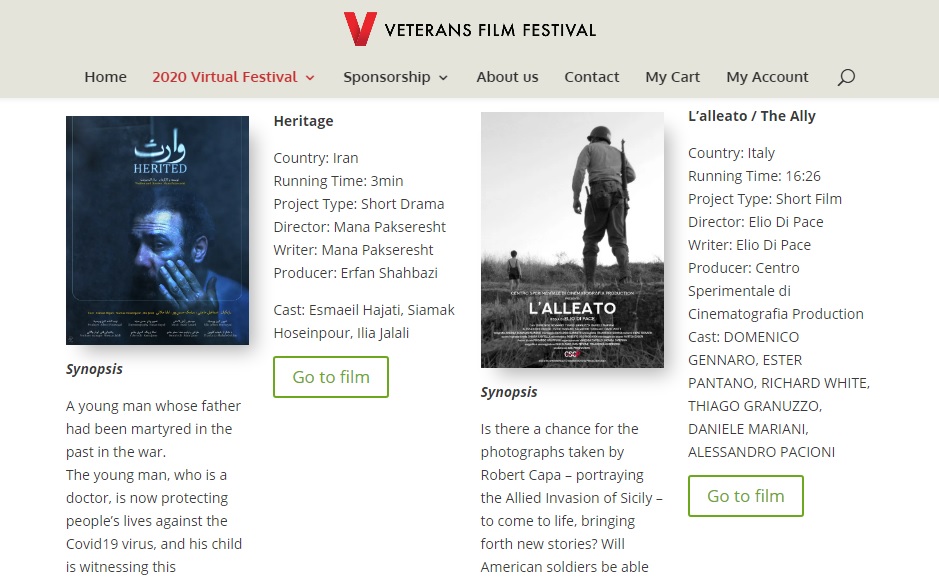 VETERANS FILM FESTIVAL
Home 2020 Virtual Festival Sponsorship About us Contact My Cart My Account
وارث
HERITED
Synopsis
A young man whose father
had been martyred in the
past in the war.
The young man, who is a
doctor, is now protecting
people’s lives against the
Covid19 virus, and his child
is witnessing this
Heritage
Country: Iran
Running Time: 3min
Project Type: Short Drama
Director: Mana Pakseresht
Writer: Mana Pakseresht
Producer: Erfan Shahbazi
Cast: Esmaeil Hajati, Siamak
Hoseinpour, Ilia Jalali
Go to film
CENTRO SPERIMENTALE DI CINEMATOGRAFIA PRODUCTION
L'ALLEATO
ELIO DI PACE
CSC
Synopsis
Is there a chance for the
photographs taken by
Robert Capa – portraying
the Allied Invasion of Sicily –
to come to life, bringing
forth new stories? Will
American soldiers be able
L’alleato / The Ally
Country: Italy
Running Time: 16:26
Project Type: Short Film
Director: Elio Di Pace
Writer: Elio Di Pace
Producer: Centro
Sperimentale di
Cinematografia Production
Cast: DOMENICO
GENNARO, ESTER
PANTANO, RICHARD WHITE,
THIAGO GRANUZZO,
DANIELE MARIANI,
ALESSANDRO PACIONI
Go to film